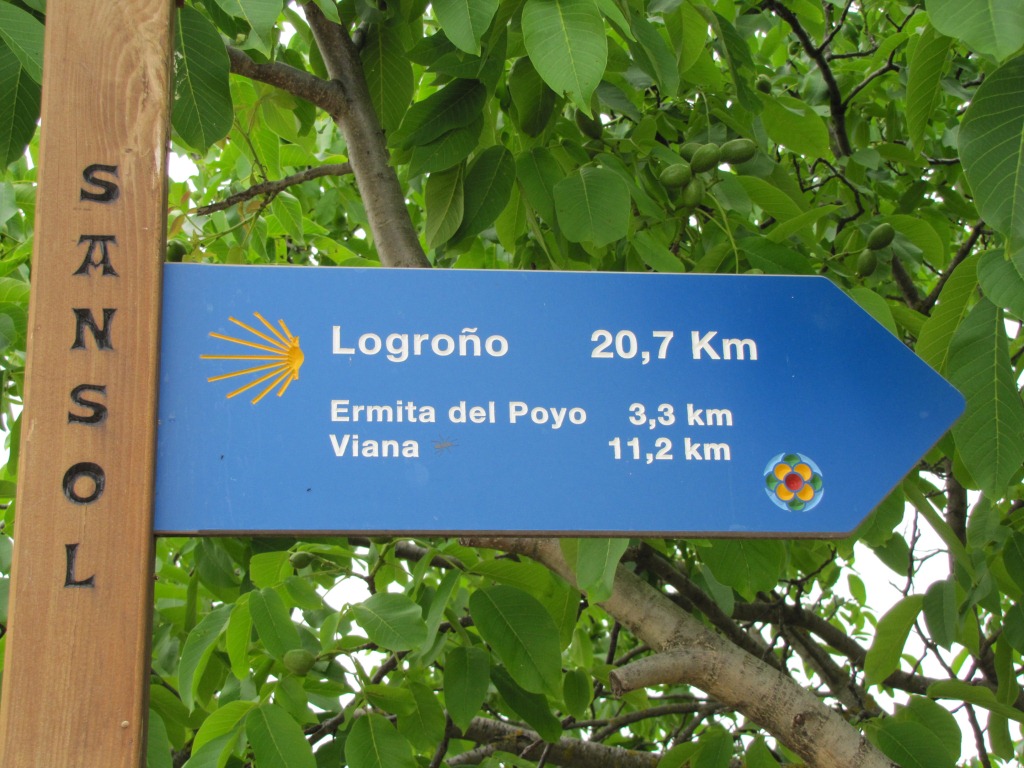 SANSOL
Logroño 20,7 Km
Ermita del Poyo 3,3 km
Viana 11,2 km